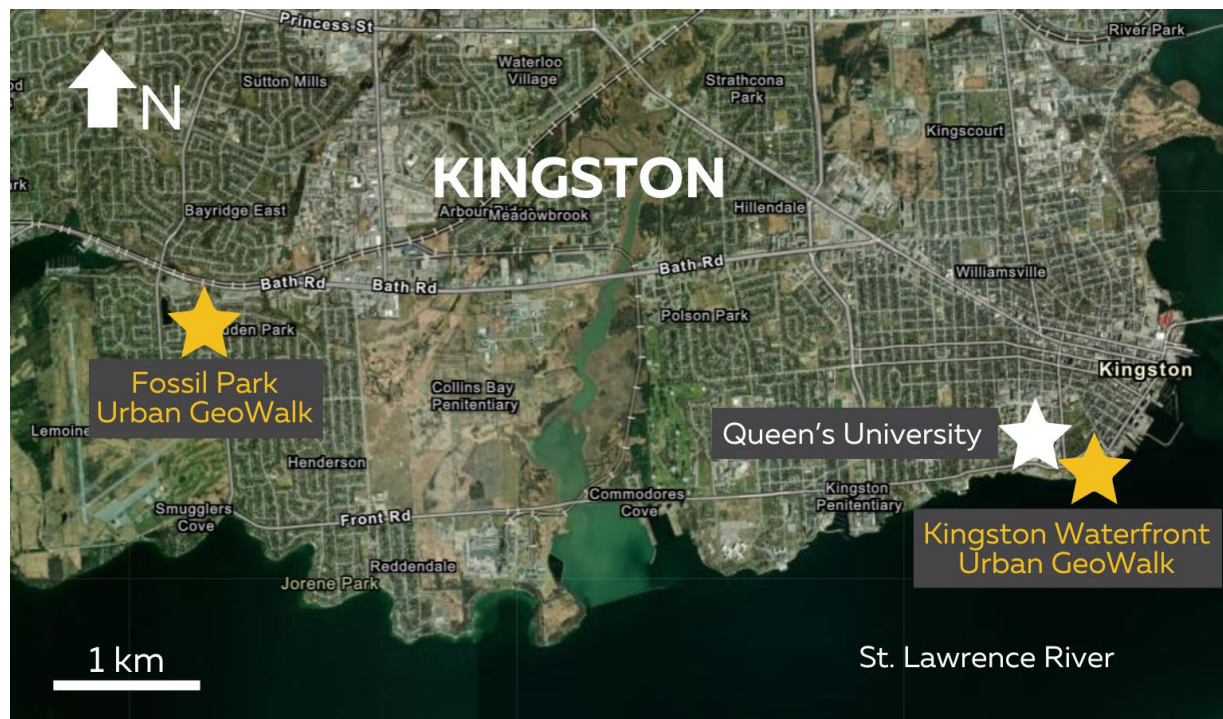 Princess St
River Park
N
Sutton Mills
Waterloo
Village
Strathcona
Park
Kingscourt
KINGSTON
Bayridge East
Meadowbrook
Hillendale
Bath Rd
Bath Rd
Bath Rd
Williamsville
Polson Park
Park
Fossil Park
Urban GeoWalk
Kingston
Collins Bay
Penitentiary
Lemoine
Queen's University
Henderson
Smugglers
Cove
Front Rd
Commodores
Cove
Kingston
Penitentiary
Kingston Waterfront
Urban GeoWalk
Reddendale
Jorene Park
1 km
St. Lawrence River